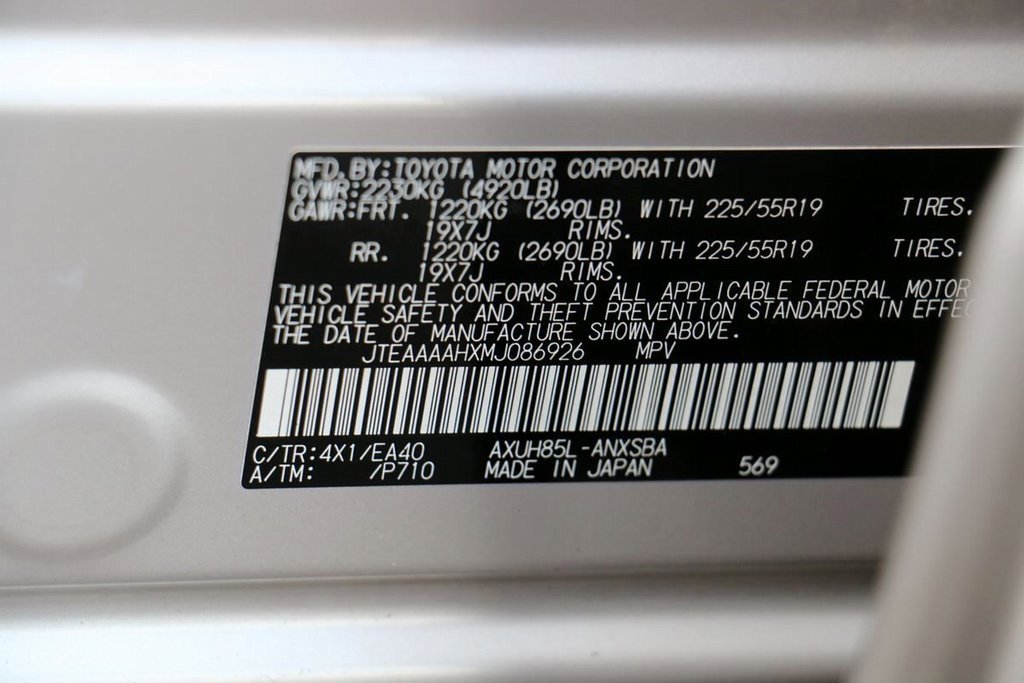 MFD. BY: TOYOTA MOTOR CORPORATION
GVWR: 2230KG (4920LB)
GAWR: FRT. 1220KG (2690LB) WITH 225/55R19 TIRES.
19X7J RIMS.
RR. 1220KG (2690LB) WITH 225/55R19 TIRES.
19X7J RIMS.
THIS VEHICLE CONFORMS TO ALL APPLICABLE FEDERAL MOTOR
VEHICLE SAFETY AND THEFT PREVENTION STANDARDS IN EFFEC
THE DATE OF MANUFACTURE SHOWN ABOVE.
JTEAAAAHXMJ086926 MPV
C/TR: 4X1/EA40 AXUH85L-ANXSBA
A/TM: /P710 MADE IN JAPAN 569